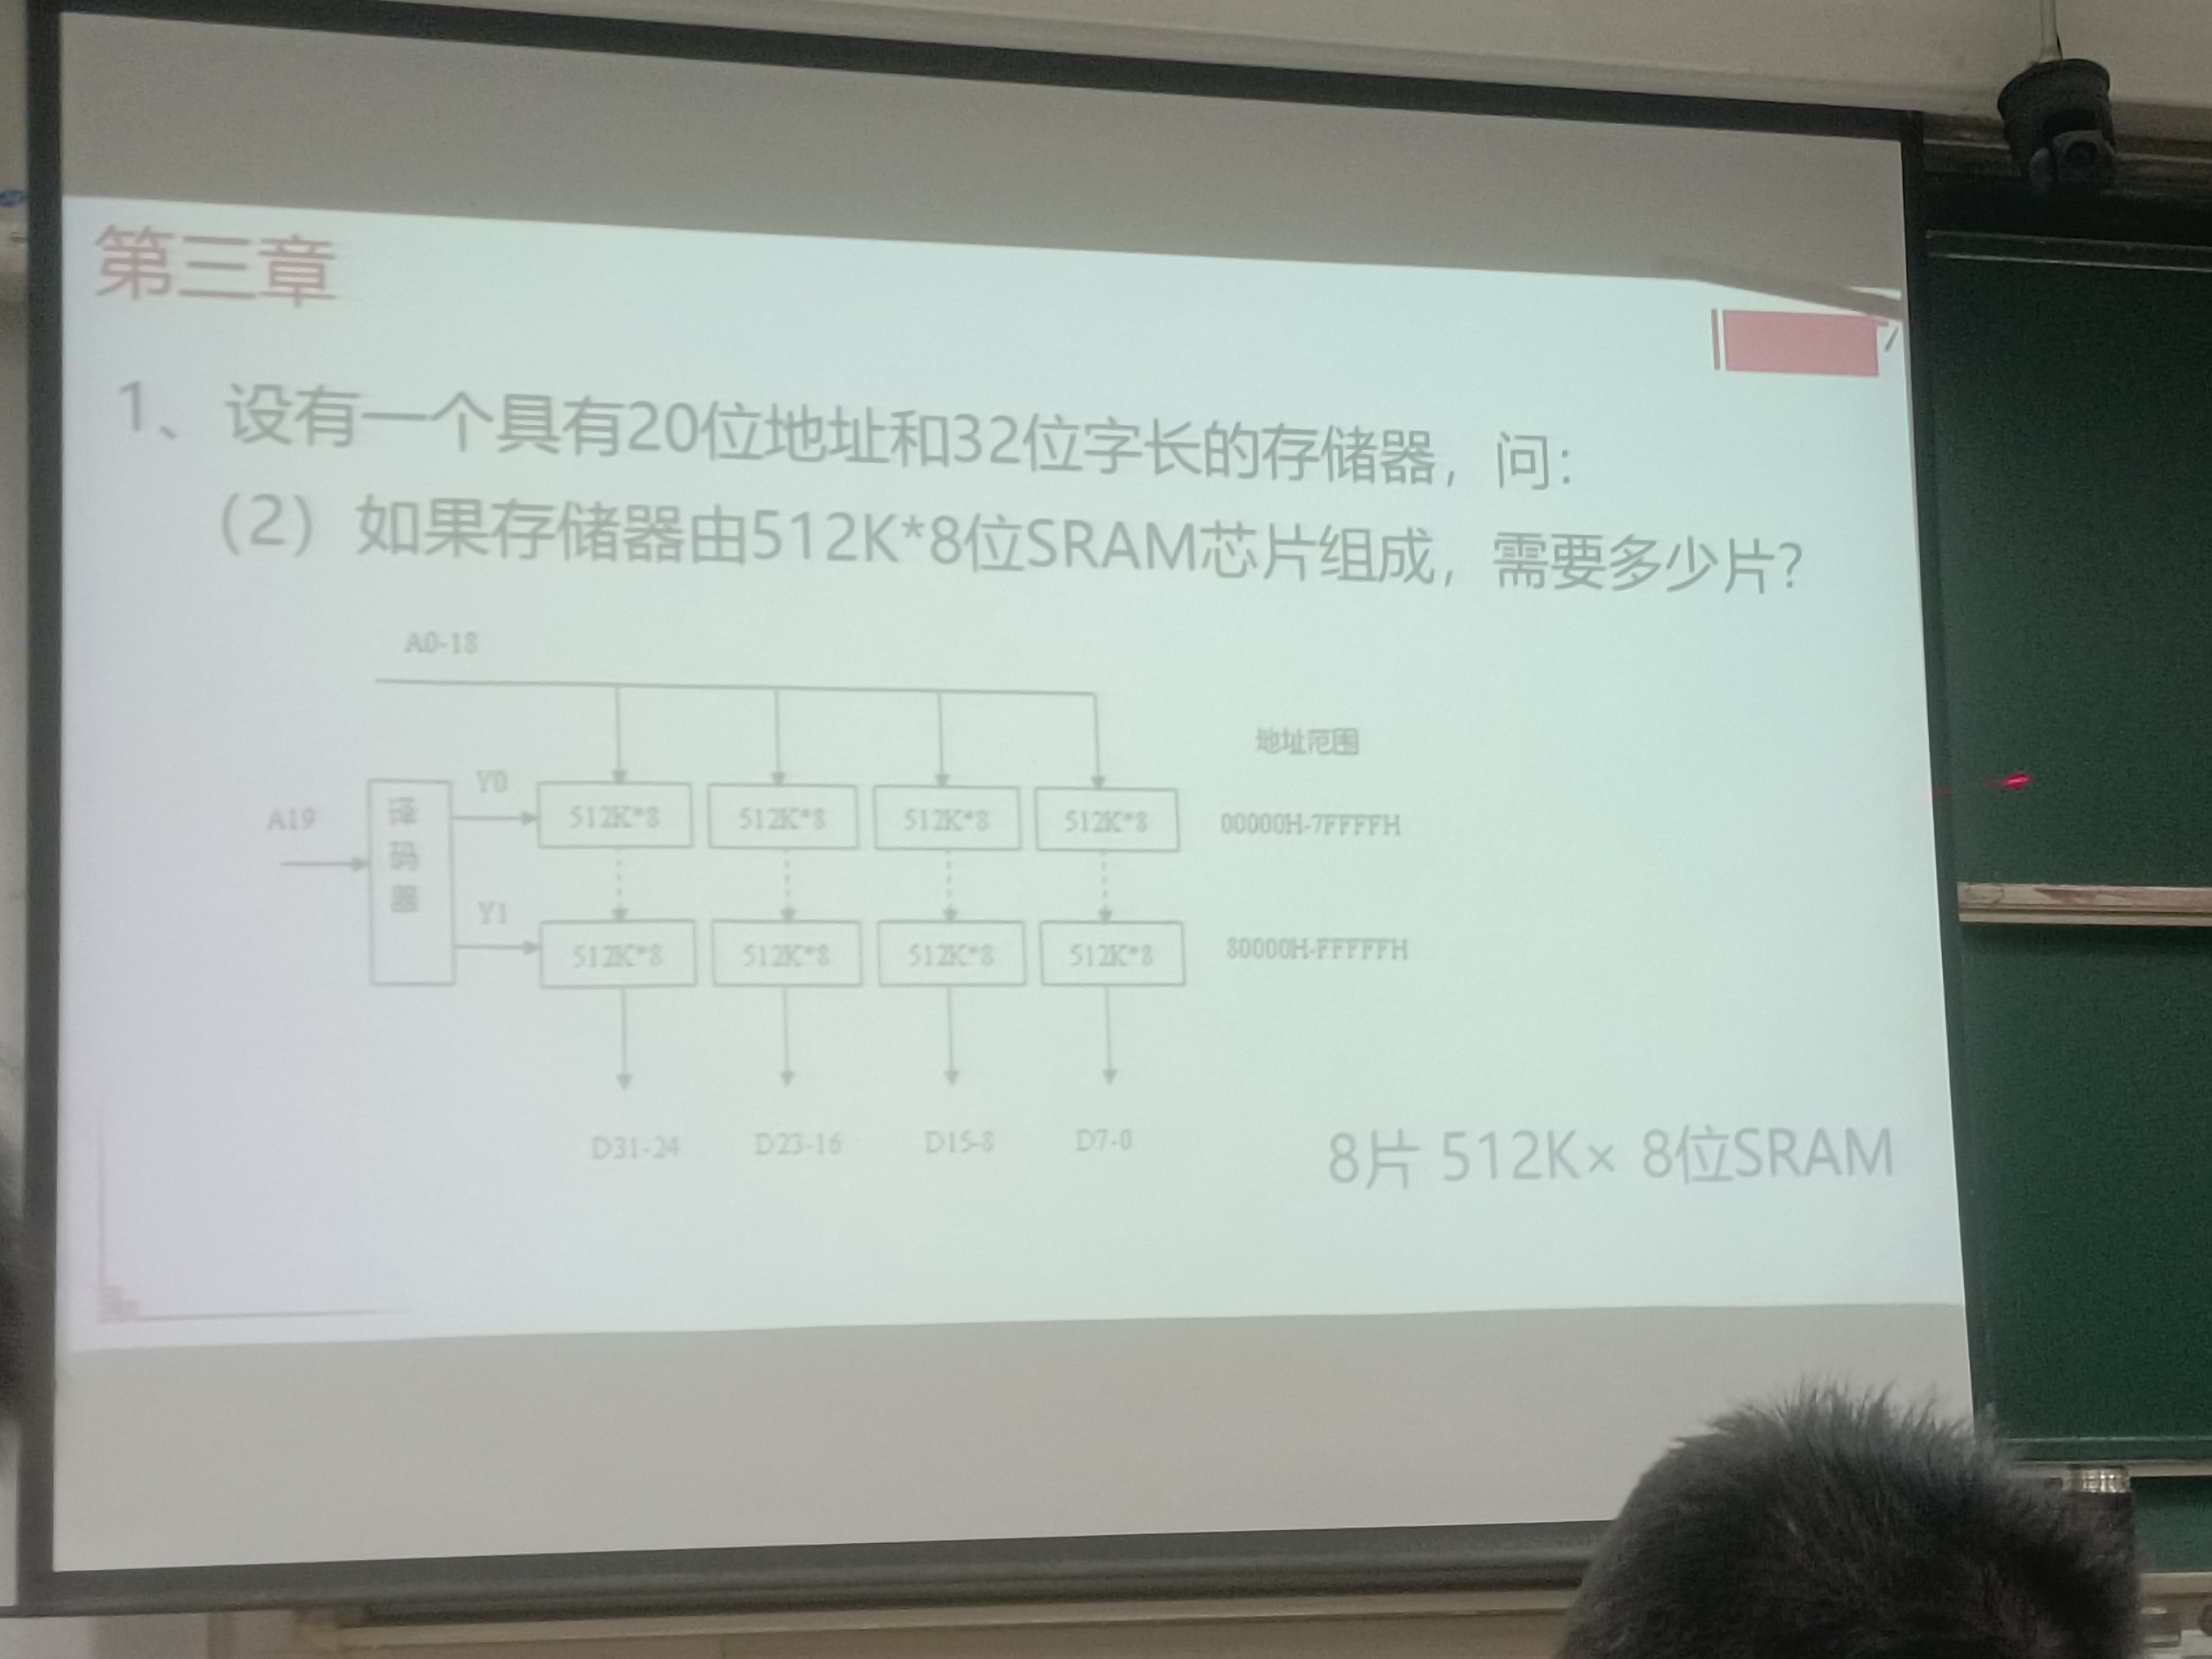 第三章
1、设有一个具有20位地址和32位字长的存储器，问：
（2）如果存储器由512K*8位SRAM芯片组成，需要多少片？
A0-18
地址范围
A19
译码器
Y0
512K*8 512K*8 512K*8 512K*8 00000H-7FFFFH
Y1
512K*8 512K*8 512K*8 512K*8 80000H-FFFFFH
D31-24 D23-16 D15-8 D7-0
8片 512K× 8位SRAM